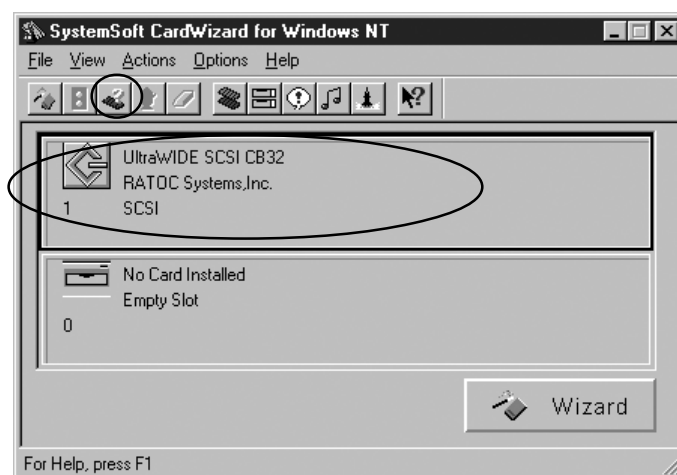 SystemSoft CardWizard for Windows NT
File View Actions Options Help
UltraWIDE SCSI CB32
RATOC Systems,Inc.
1 SCSI
No Card Installed
Empty Slot
0
Wizard
For Help, press F1